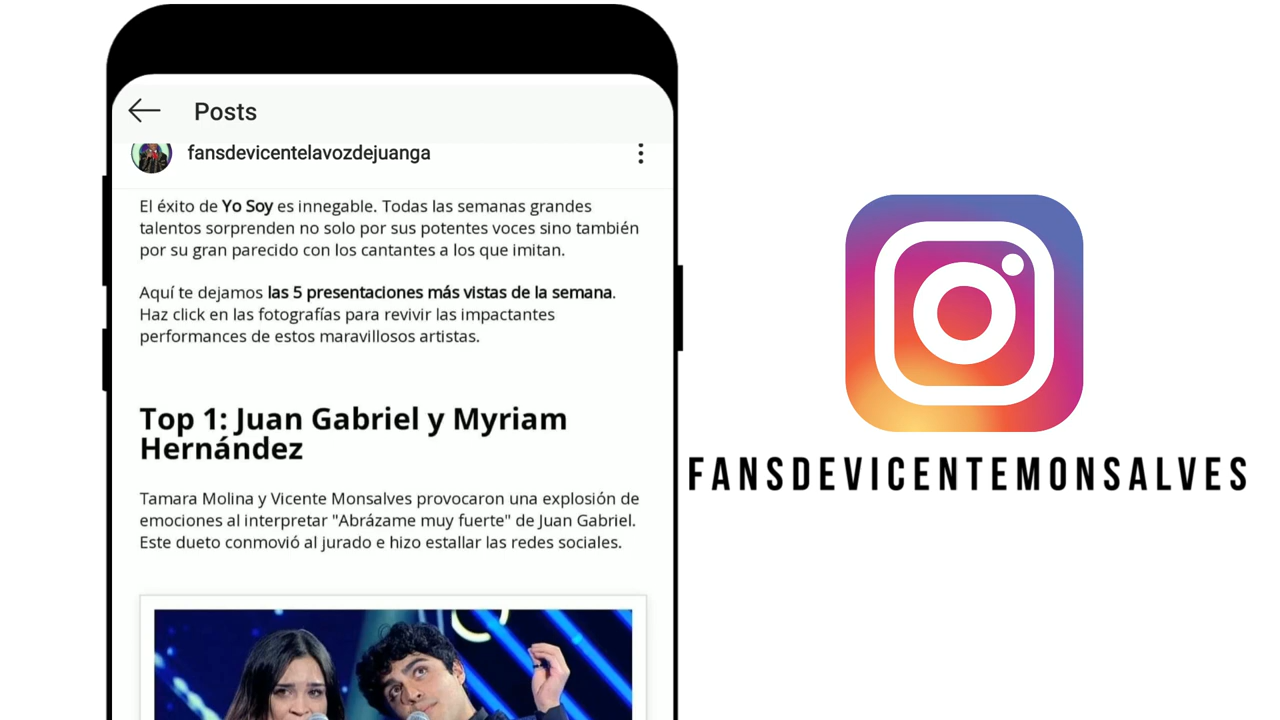 Posts
fansdevicentelavozdejuanga
El éxito de Yo Soy es innegable. Todas las semanas grandes
talentos sorprenden no solo por sus potentes voces sino también
por su gran parecido con los cantantes a los que imitan.
Aquí te dejamos las 5 presentaciones más vistas de la semana.
Haz click en las fotografías para revivir las impactantes
performances de estos maravillosos artistas.
Top 1: Juan Gabriel y Myriam
Hernández
Tamara Molina y Vicente Monsalves provocaron una explosión de
emociones al interpretar "Abrázame muy fuerte" de Juan Gabriel.
Este dueto conmovió al jurado e hizo estallar las redes sociales.
FANSDEVICENTEMONSALVES